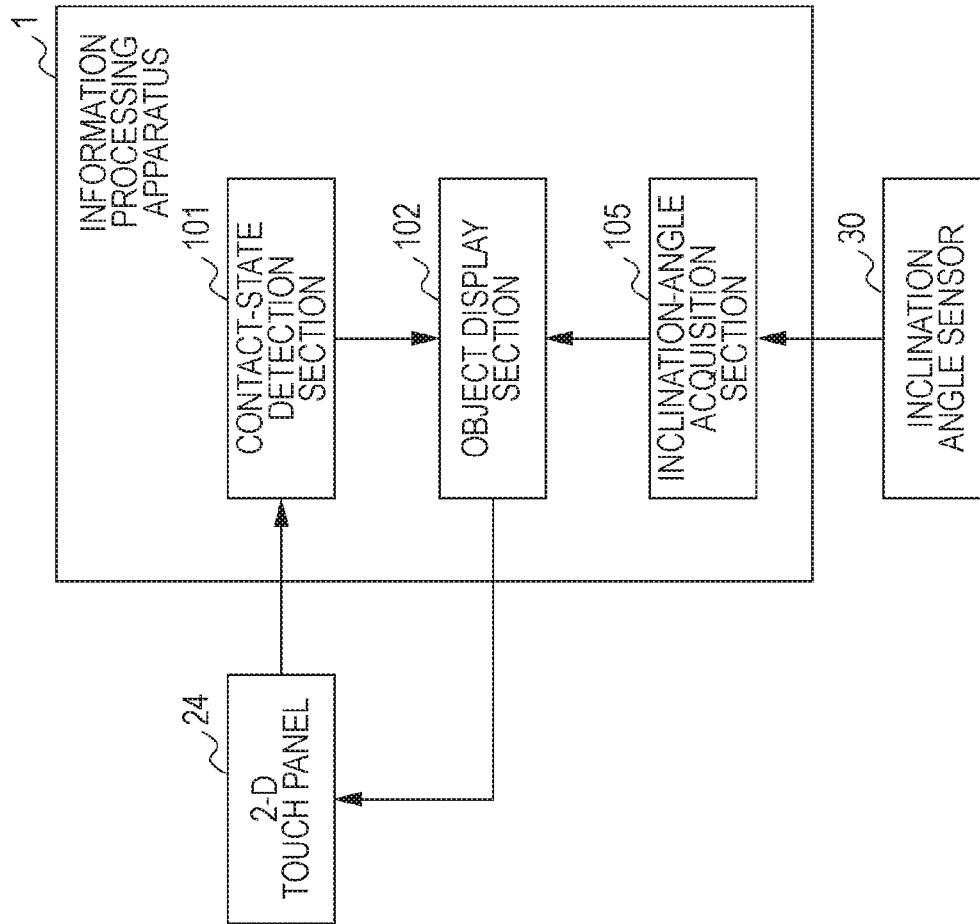 1
INFORMATION
PROCESSING
APPARATUS
24
2-D
TOUCH PANEL
101
CONTACT-STATE
DETECTION
SECTION
102
OBJECT DISPLAY
SECTION
105
INCLINATION-ANGLE
ACQUISITION
SECTION
30
INCLINATION
ANGLE SENSOR